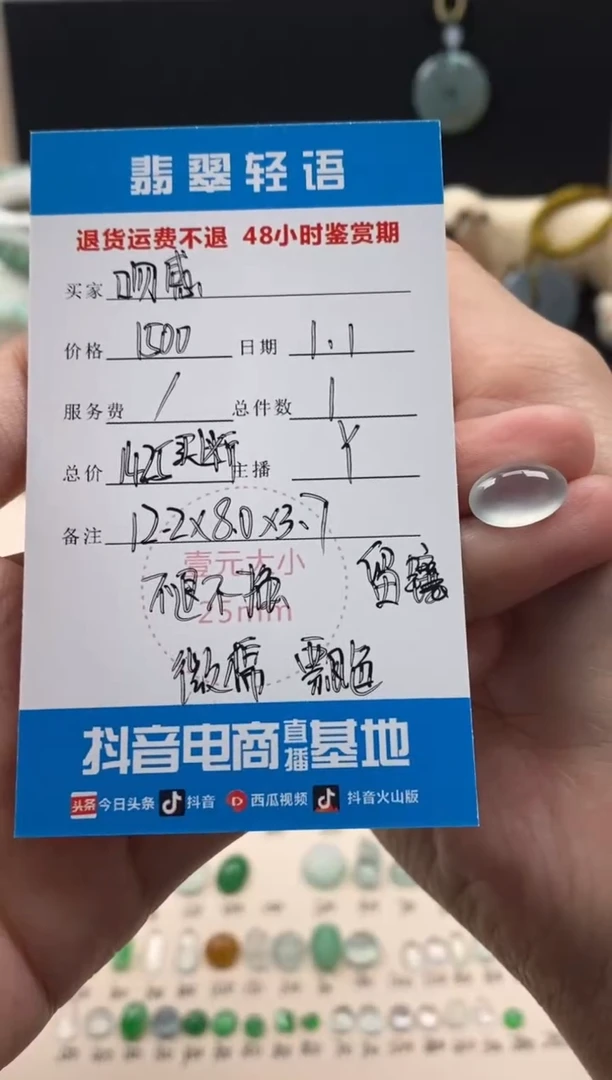 翡翠轻语
退货运费不退 48小时鉴赏期
买家
价格 1500 日期 1.1
服务费 / 总件数 1
总价 1425买断 主播 Y
备注 12.2x8.0x3.7
壹元大小
不退不换 留镶
25mm
微棉 飘色
抖音电商直播基地
头条 今日头条 抖音 西瓜视频 抖音火山版